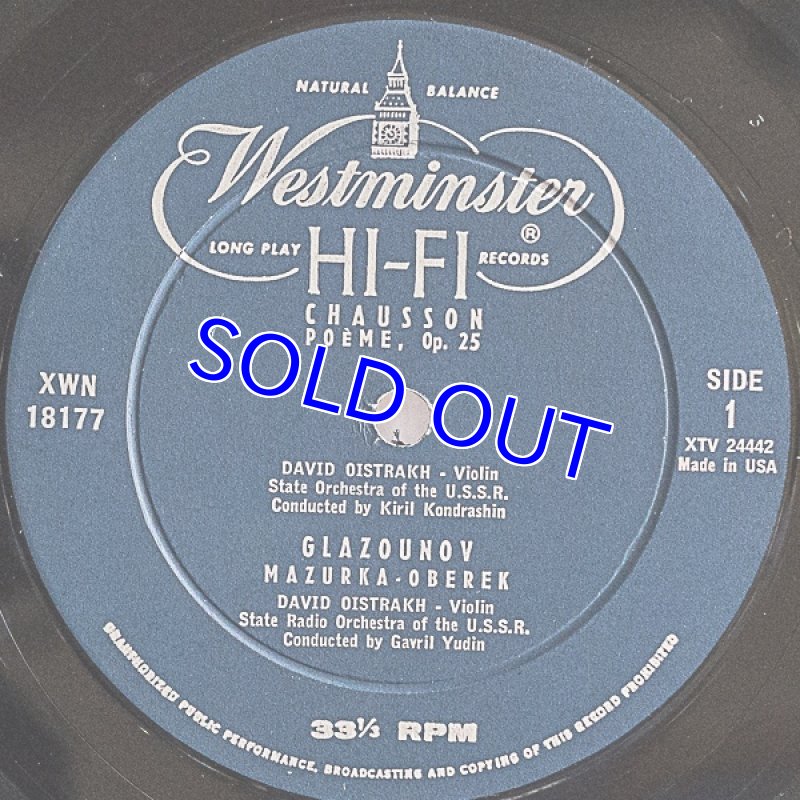 NATURAL BALANCE
Westminster
®
LONG PLAY HI-FI RECORDS
CHAUSSON
POÈME, Op. 25
SOLD OUT
XWN
18177
SIDE
1
XTV 24442
Made in USA
DAVID OISTRAKH - Violin
State Orchestra of the U.S.S.R.
Conducted by Kiril Kondrashin
GLAZOUNOV
MAZURKA-OBEREK
DAVID OISTRAKH - Violin
State Radio Orchestra of the U.S.S.R.
Conducted by Gavril Yudin
33⅓ RPM
UNAUTHORIZED PUBLIC PERFORMANCE, BROADCASTING AND COPYING OF THIS RECORD PROHIBITED